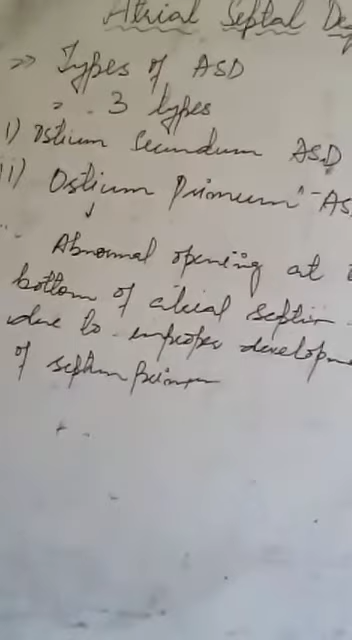 Atrial Septal De
>> Types of ASD
3 types
i) Ostium Secundum ASD
ii) Ostium Primum - AS
↓
Abnormal opening at
bottom of atrial septum
due to improper developme
of septum primum